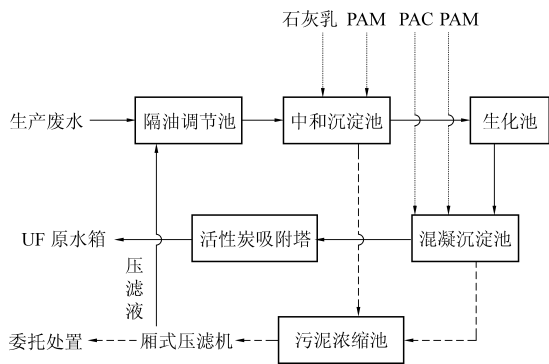 石灰乳 PAM PAC PAM
生产废水 隔油调节池 中和沉淀池 生化池
UF 原水箱 活性炭吸附塔 混凝沉淀池
压滤液
委托处置 厢式压滤机 污泥浓缩池